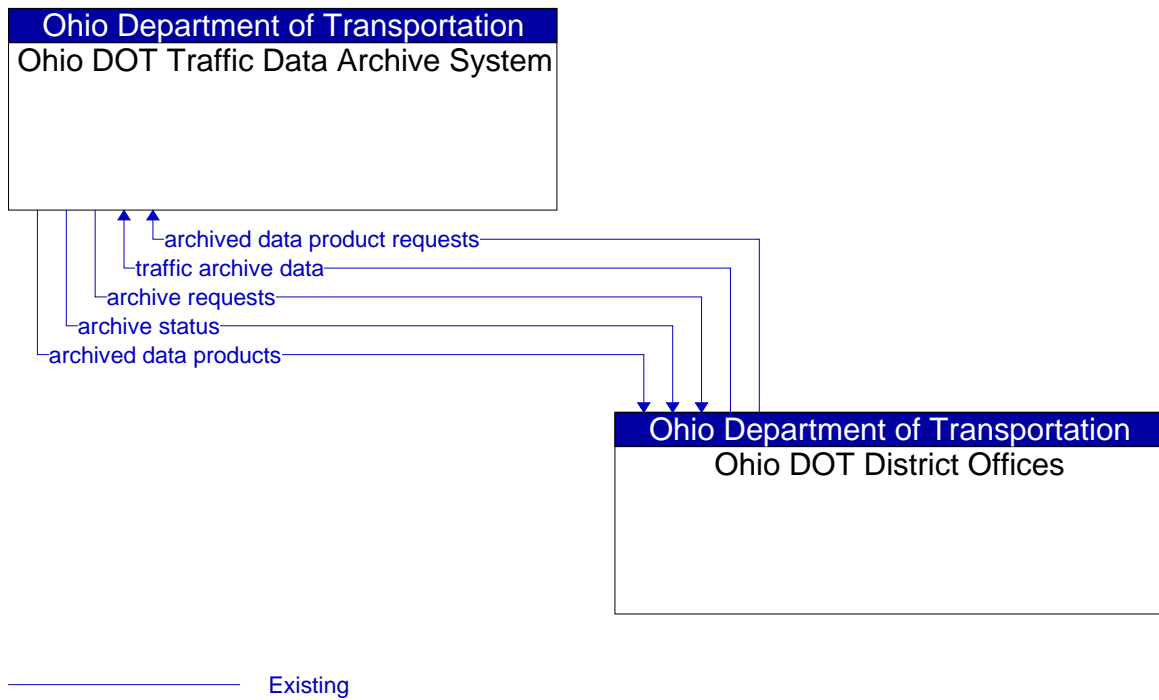 Ohio Department of Transportation
Ohio DOT Traffic Data Archive System
archived data product requests
traffic archive data
archive requests
archive status
archived data products
Ohio Department of Transportation
Ohio DOT District Offices
Existing